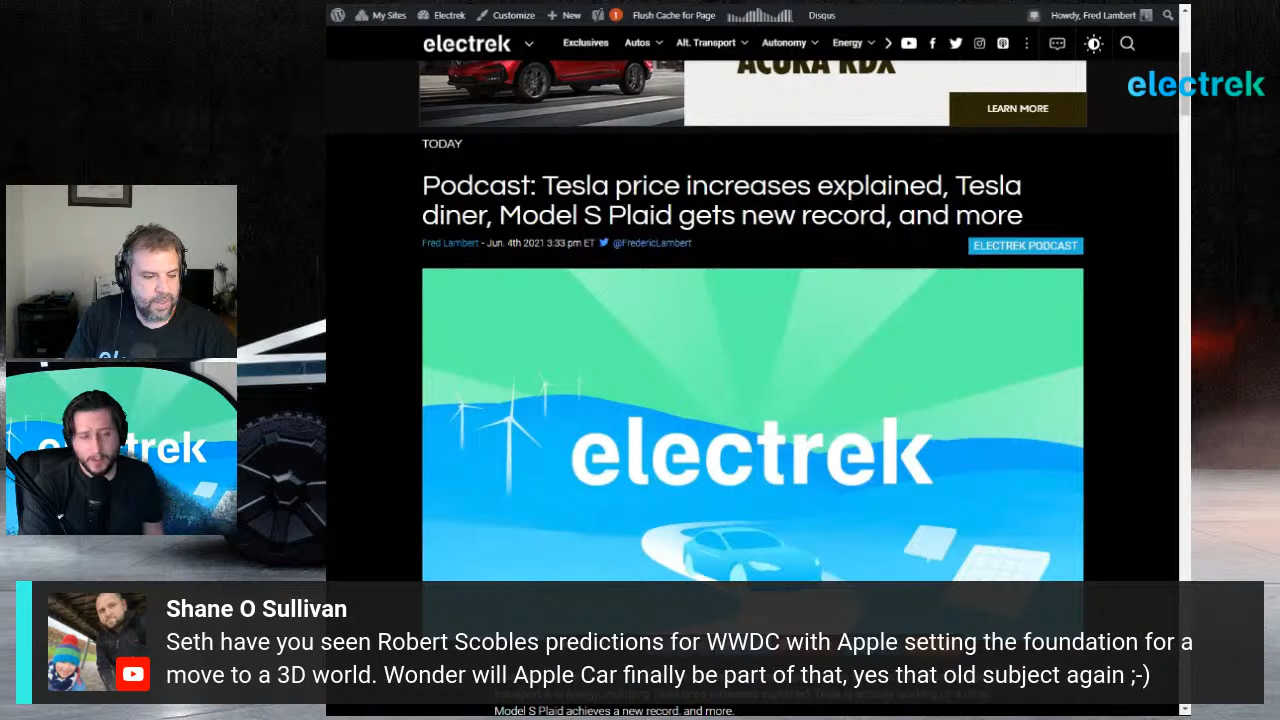 My Sites Electrek Customize New 1 Flush Cache for Page Disqus Howdy, Fred Lambert
electrek Exclusives Autos Alt. Transport Autonomy Energy
ACURA RDX
LEARN MORE
electrek
TODAY
Podcast: Tesla price increases explained, Tesla
diner, Model S Plaid gets new record, and more
Fred Lambert - Jun. 4th 2021 3:33 pm ET @FredericLambert
ELECTREK PODCAST
electrek
Shane O Sullivan
Seth have you seen Robert Scobles predictions for WWDC with Apple setting the foundation for a
move to a 3D world. Wonder will Apple Car finally be part of that, yes that old subject again ;-)
Model S Plaid achieves a new record, and more.